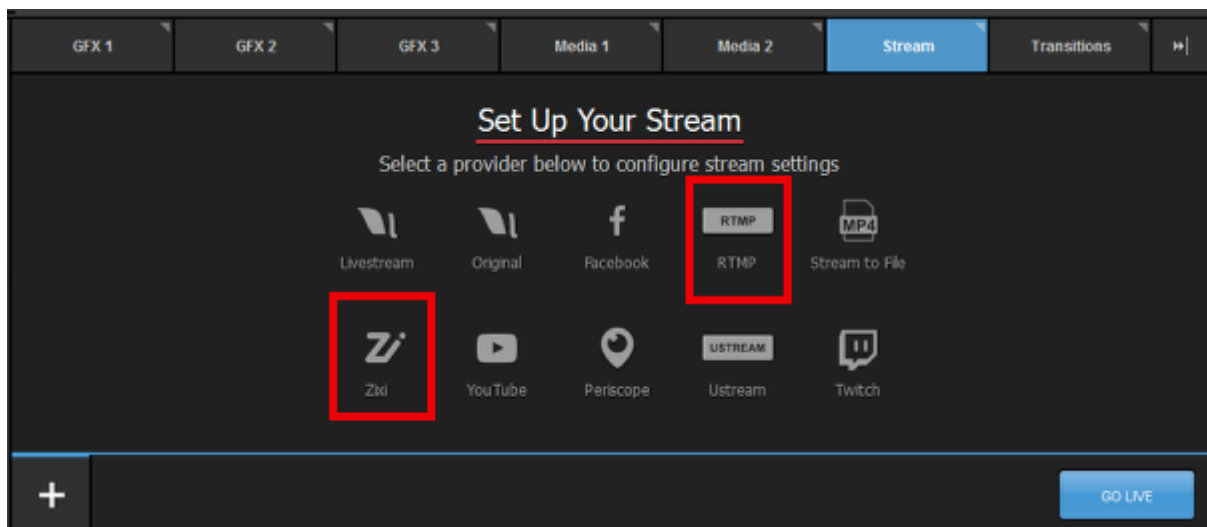 GFX 1 GFX 2 GFX 3 Media 1 Media 2 Stream Transitions
Set Up Your Stream
Select a provider below to configure stream settings
RTMP MP4
Livestream Original Facebook RTMP Stream to File
Zi USTREAM
Zixi YouTube Periscope Ustream Twitch
GO LIVE